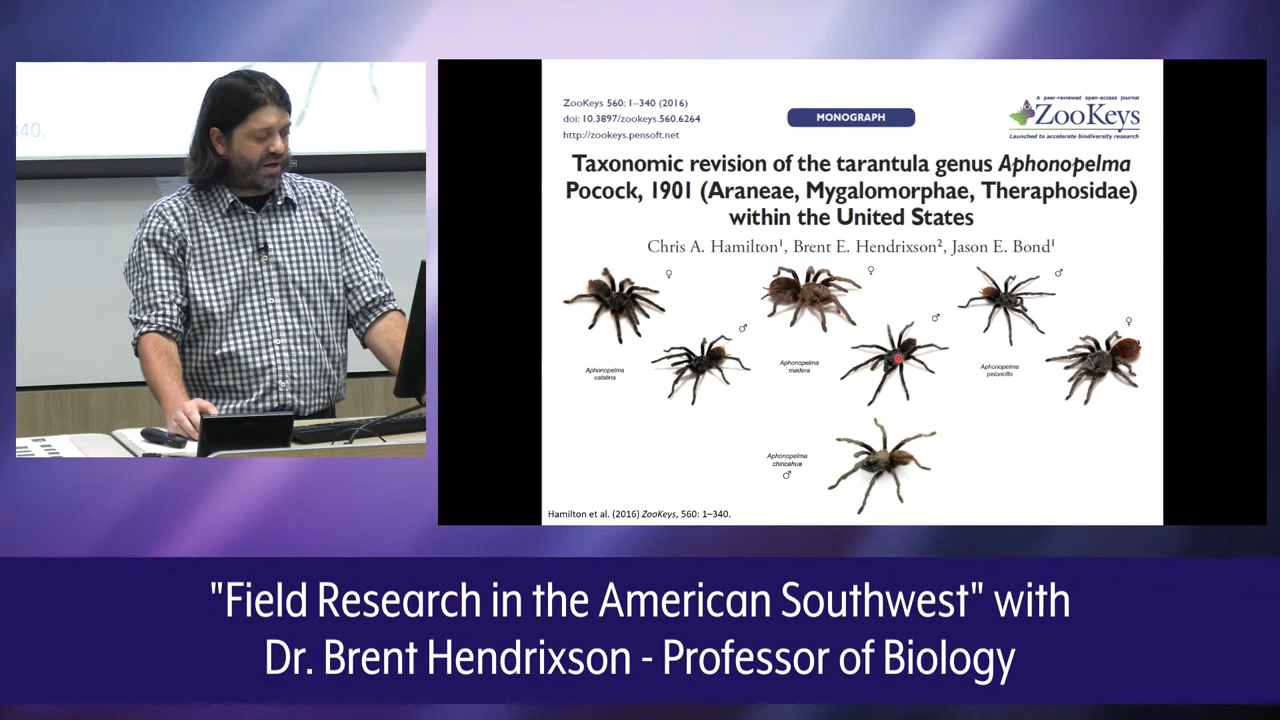 40.
ZooKeys 560: 1–340 (2016)
doi: 10.3897/zookeys.560.6264
http://zookeys.pensoft.net
MONOGRAPH
A peer-reviewed open-access journal
ZooKeys
Launched to accelerate biodiversity research
Taxonomic revision of the tarantula genus Aphonopelma
Pocock, 1901 (Araneae, Mygalomorphae, Theraphosidae)
within the United States
Chris A. Hamilton¹, Brent E. Hendrixson², Jason E. Bond¹
♀
♀
♂
♂
♂
♀
Aphonopelma
catalina
Aphonopelma
madera
Aphonopelma
peloncillo
Aphonopelma
chiricahua
♂
Hamilton et al. (2016) ZooKeys, 560: 1–340.
"Field Research in the American Southwest" with
Dr. Brent Hendrixson - Professor of Biology